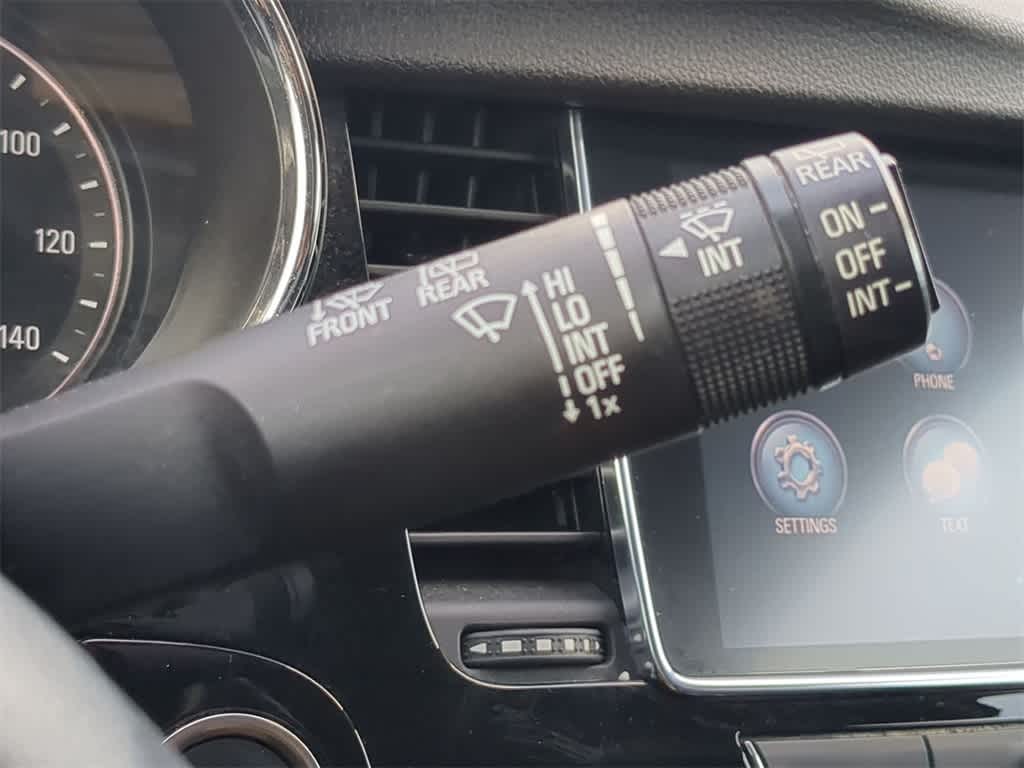 100
120
140
FRONT
REAR
HI
LO
INT
OFF
1x
INT
REAR
ON
OFF
INT
PHONE
SETTINGS
TEXT